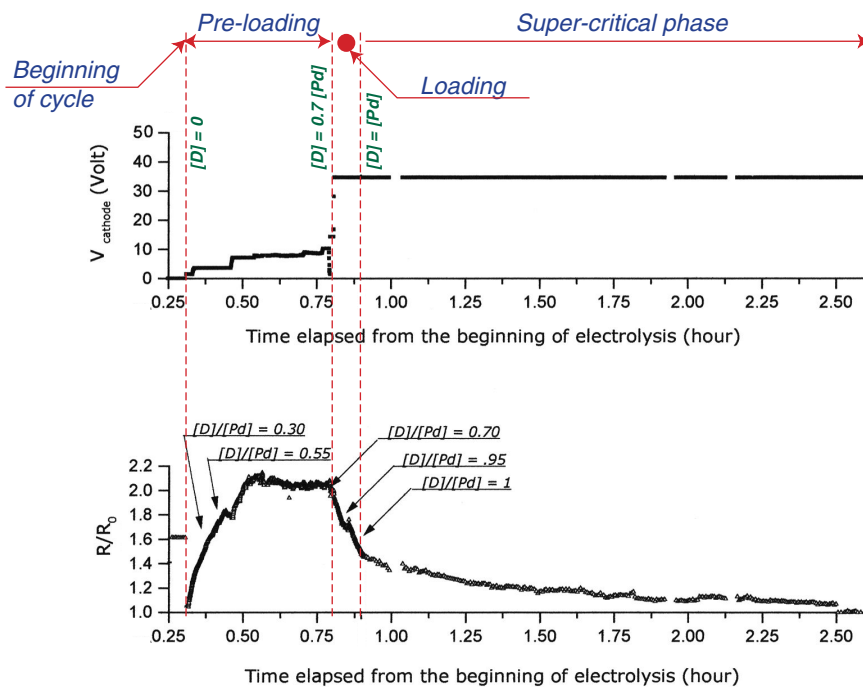 Pre-loading
Super-critical phase
Beginning
of cycle
Loading
[D] = 0
[D] = 0.7 [Pd]
[D] = [Pd]
50
40
30
20
10
0
V cathode (Volt)
0.25 0.50 0.75 1.00 1.25 1.50 1.75 2.00 2.25 2.50
Time elapsed from the beginning of electrolysis (hour)
[D]/[Pd] = 0.30
[D]/[Pd] = 0.55
[D]/[Pd] = 0.70
[D]/[Pd] = .95
[D]/[Pd] = 1
2.2
2.0
1.8
1.6
1.4
1.2
1.0
R/R0
0.25 0.50 0.75 1.00 1.25 1.50 1.75 2.00 2.25 2.50
Time elapsed from the beginning of electrolysis (hour)